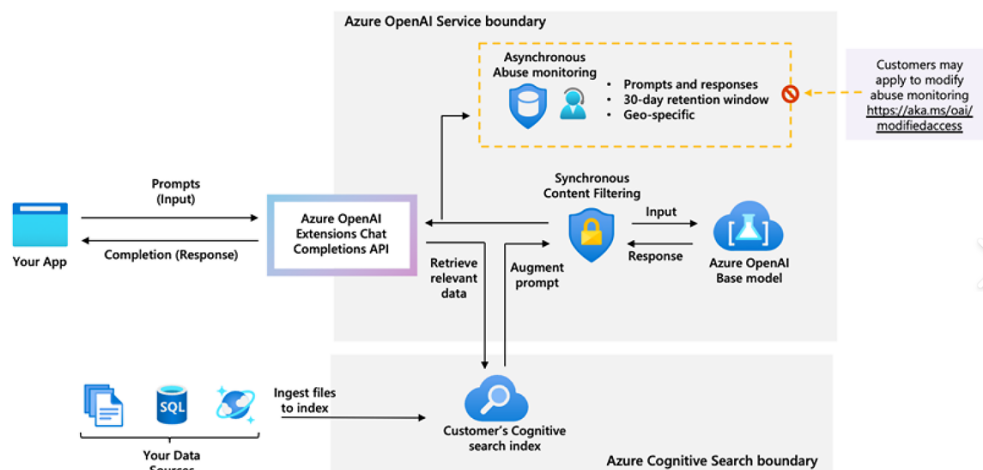 Azure OpenAI Service boundary
Asynchronous
Abuse monitoring
• Prompts and responses
• 30-day retention window
• Geo-specific
Customers may
apply to modify
abuse monitoring
https://aka.ms/oai/
modifiedaccess
Prompts
(Input)
Your App
Completion (Response)
Azure OpenAI
Extensions Chat
Completions API
Synchronous
Content Filtering
Input
Response
Azure OpenAI
Base model
Retrieve
relevant
data
Augment
prompt
SQL
Ingest files
to index
Your Data
Sources
Customer's Cognitive
search index
Azure Cognitive Search boundary